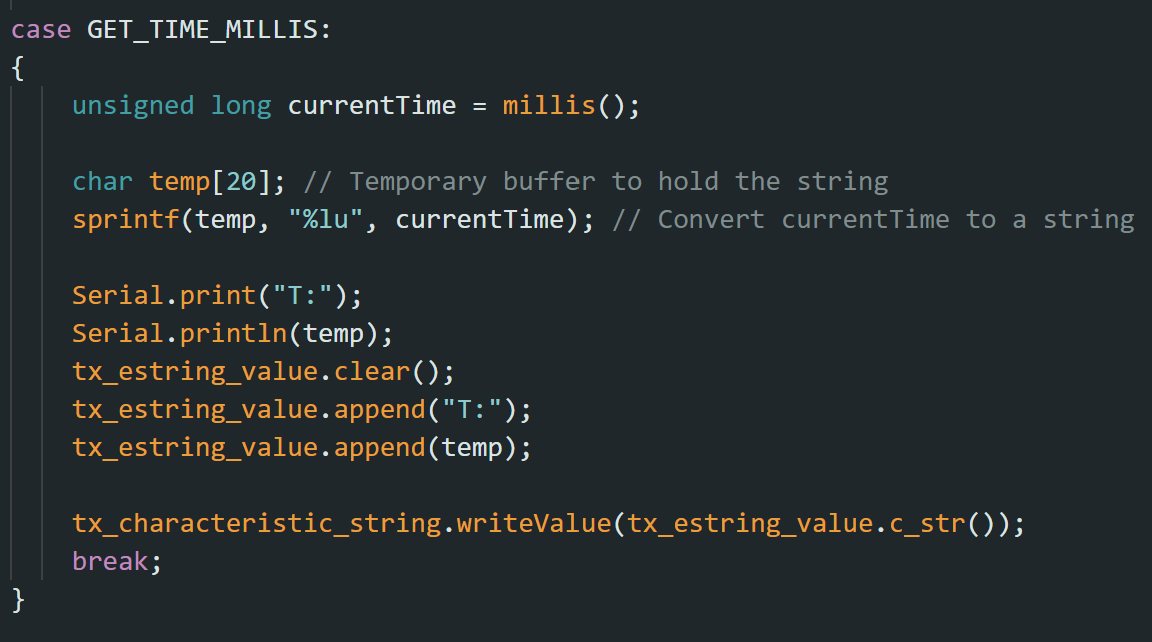 case GET_TIME_MILLIS:
{
unsigned long currentTime = millis();
char temp[20]; // Temporary buffer to hold the string
sprintf(temp, "%lu", currentTime); // Convert currentTime to a string
Serial.print("T:");
Serial.println(temp);
tx_estring_value.clear();
tx_estring_value.append("T:");
tx_estring_value.append(temp);
tx_characteristic_string.writeValue(tx_estring_value.c_str());
break;
}